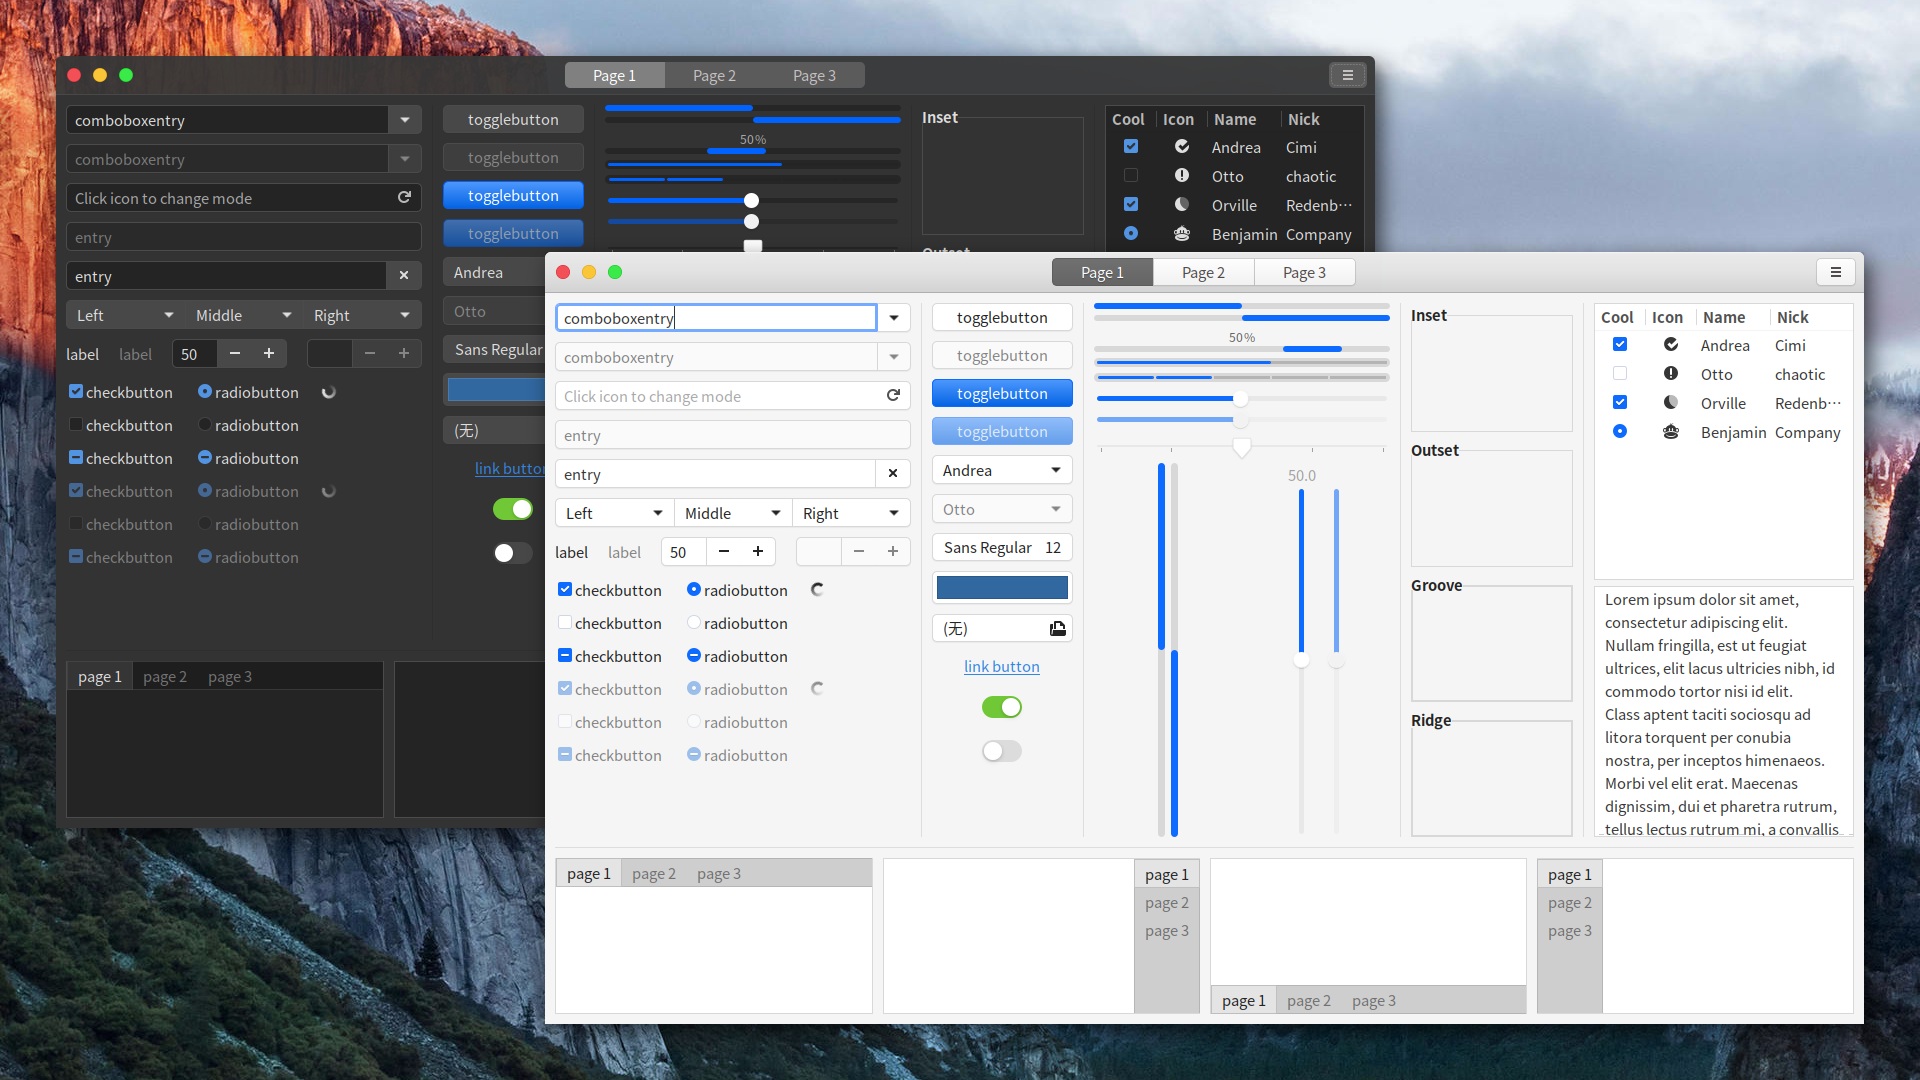 Page 1 Page 2 Page 3
comboboxentry
comboboxentry
Click icon to change mode
entry
entry
Left Middle Right
label label 50
checkbutton radiobutton
checkbutton radiobutton
checkbutton radiobutton
checkbutton radiobutton
checkbutton radiobutton
checkbutton radiobutton
togglebutton
togglebutton
togglebutton
togglebutton
Andrea
Otto
Sans Regular
(无)
link button
50%
Inset
Cool Icon Name Nick
Andrea Cimi
Otto chaotic
Orville Redenb···
Benjamin Company
page 1 page 2 page 3
Page 1 Page 2 Page 3
comboboxentry
comboboxentry
Click icon to change mode
entry
entry
Left Middle Right
label label 50
checkbutton radiobutton
checkbutton radiobutton
checkbutton radiobutton
checkbutton radiobutton
checkbutton radiobutton
checkbutton radiobutton
togglebutton
togglebutton
togglebutton
togglebutton
Andrea
Otto
Sans Regular 12
(无)
link button
50%
50.0
Inset
Outset
Groove
Ridge
Cool Icon Name Nick
Andrea Cimi
Otto chaotic
Orville Redenb···
Benjamin Company
Lorem ipsum dolor sit amet,
consectetur adipiscing elit.
Nullam fringilla, est ut feugiat
ultrices, elit lacus ultricies nibh, id
commodo tortor nisi id elit.
Class aptent taciti sociosqu ad
litora torquent per conubia
nostra, per inceptos himenaeos.
Morbi vel elit erat. Maecenas
dignissim, dui et pharetra rutrum,
tellus lectus rutrum mi, a convallis
page 1 page 2 page 3
page 1
page 2
page 3
page 1 page 2 page 3
page 1
page 2
page 3